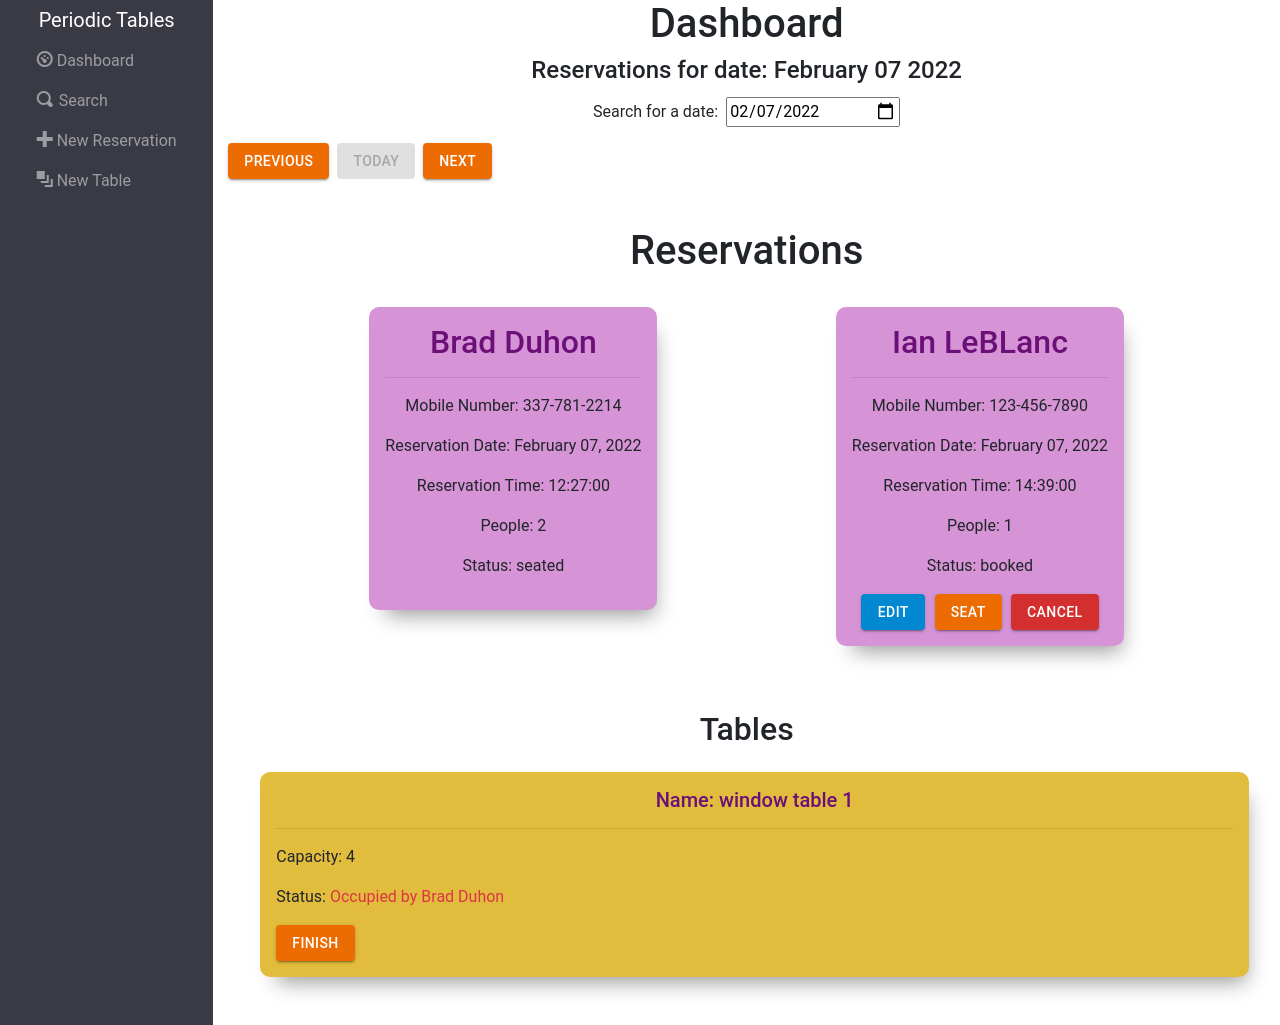 Periodic Tables
Dashboard
Search
New Reservation
New Table
Dashboard
Reservations for date: February 07 2022
Search for a date: 02/07/2022
PREVIOUS TODAY NEXT
Reservations
Brad Duhon
Mobile Number: 337-781-2214
Reservation Date: February 07, 2022
Reservation Time: 12:27:00
People: 2
Status: seated
Ian LeBLanc
Mobile Number: 123-456-7890
Reservation Date: February 07, 2022
Reservation Time: 14:39:00
People: 1
Status: booked
EDIT SEAT CANCEL
Tables
Name: window table 1
Capacity: 4
Status: Occupied by Brad Duhon
FINISH